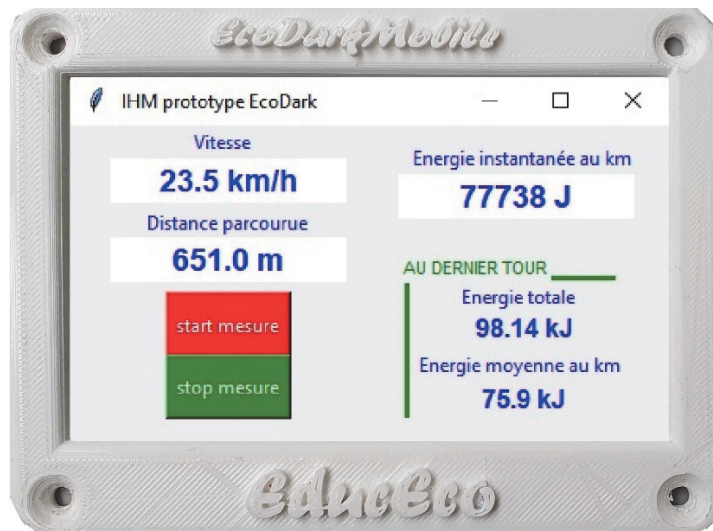 EcoDarkMobile
IHM prototype EcoDark
Vitesse
23.5 km/h
Distance parcourue
651.0 m
start mesure
stop mesure
Energie instantanée au km
77738 J
AU DERNIER TOUR
Energie totale
98.14 kJ
Energie moyenne au km
75.9 kJ
EducEco